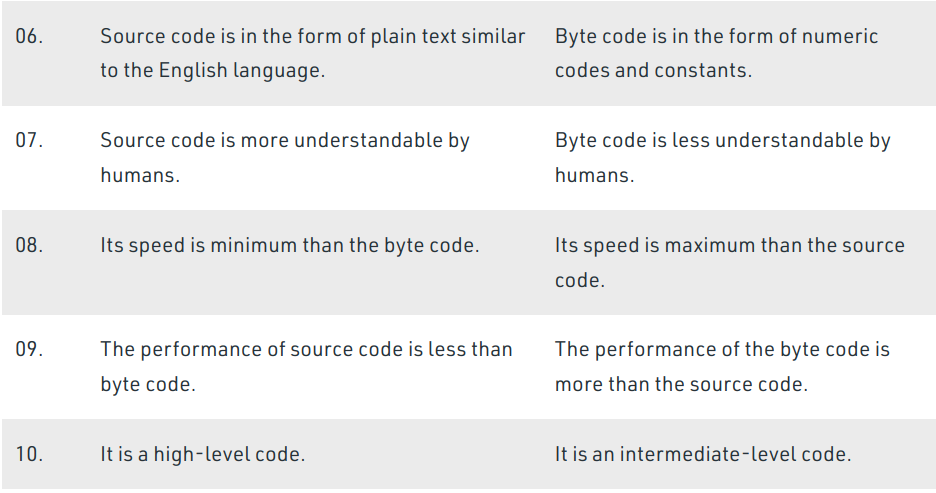 06. Source code is in the form of plain text similar Byte code is in the form of numeric
to the English language. codes and constants.
07. Source code is more understandable by Byte code is less understandable by
humans. humans.
08. Its speed is minimum than the byte code. Its speed is maximum than the source
code.
09. The performance of source code is less than The performance of the byte code is
byte code. more than the source code.
10. It is a high-level code. It is an intermediate-level code.